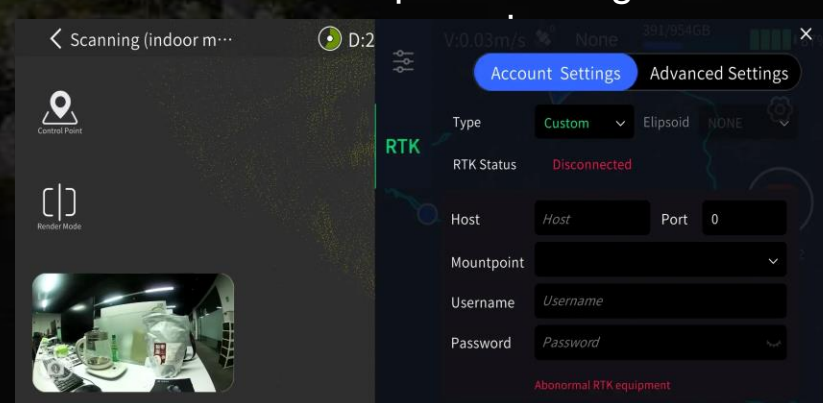 Scanning (indoor m···
D:2
V:0.03m/s
None
391/954GB
Account Settings
Advanced Settings
Control Point
Type
Custom
Elipsoid
NONE
RTK
RTK Status
Disconnected
Render Mode
Host
Host
Port
0
Mountpoint
Username
Username
Password
Password
Abonormal RTK equipment